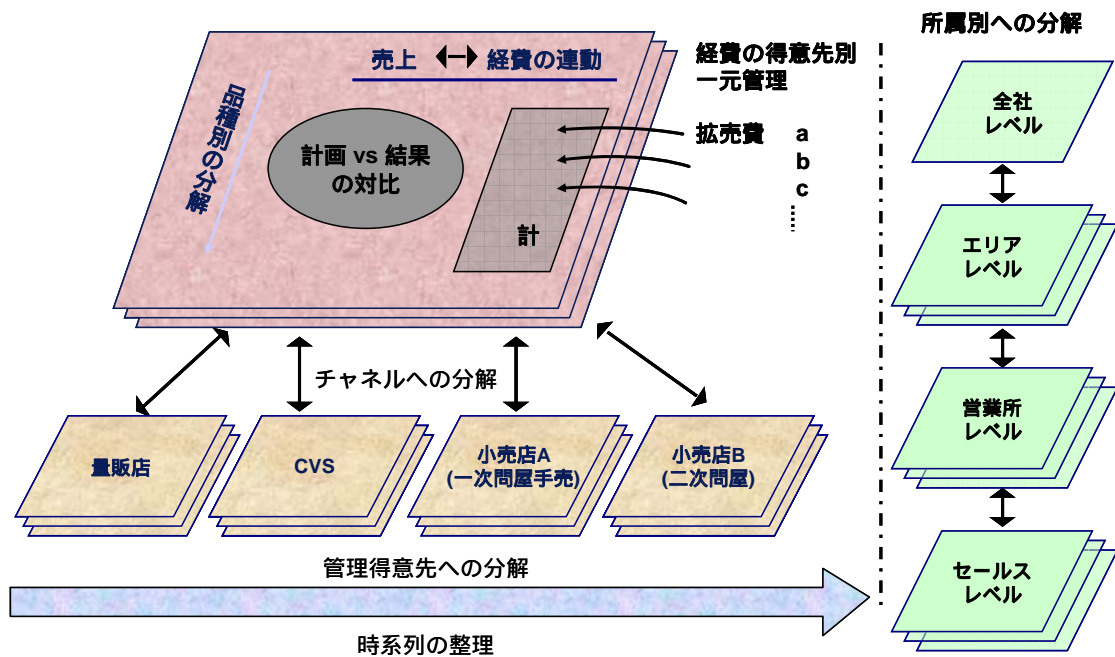 所属別への分解
売上
経費の連動
経費の得意先別
一元管理
品種別の分解
計画 vs 結果
の対比
計
拡売費 a
b
c
.....
全社
レベル
エリア
レベル
営業所
レベル
セールス
レベル
チャネルへの分解
量販店
CVS
小売店A
(一次問屋手売)
小売店B
(二次問屋)
管理得意先への分解
時系列の整理